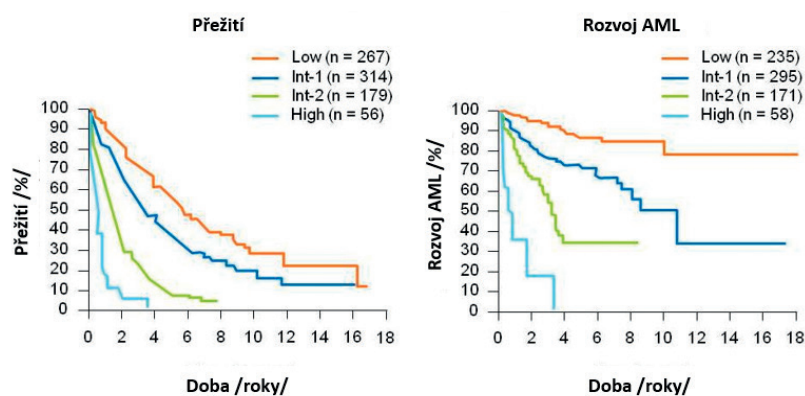 Přežití
Low (n = 267)
Int-1 (n = 314)
Int-2 (n = 179)
High (n = 56)
Přežití /%/
100
90
80
70
60
50
40
30
20
10
0
0 2 4 6 8 10 12 14 16 18
Doba /roky/
Rozvoj AML
Low (n = 235)
Int-1 (n = 295)
Int-2 (n = 171)
High (n = 58)
Rozvoj AML /%/
100
90
80
70
60
50
40
30
20
10
0
0 2 4 6 8 10 12 14 16 18
Doba /roky/